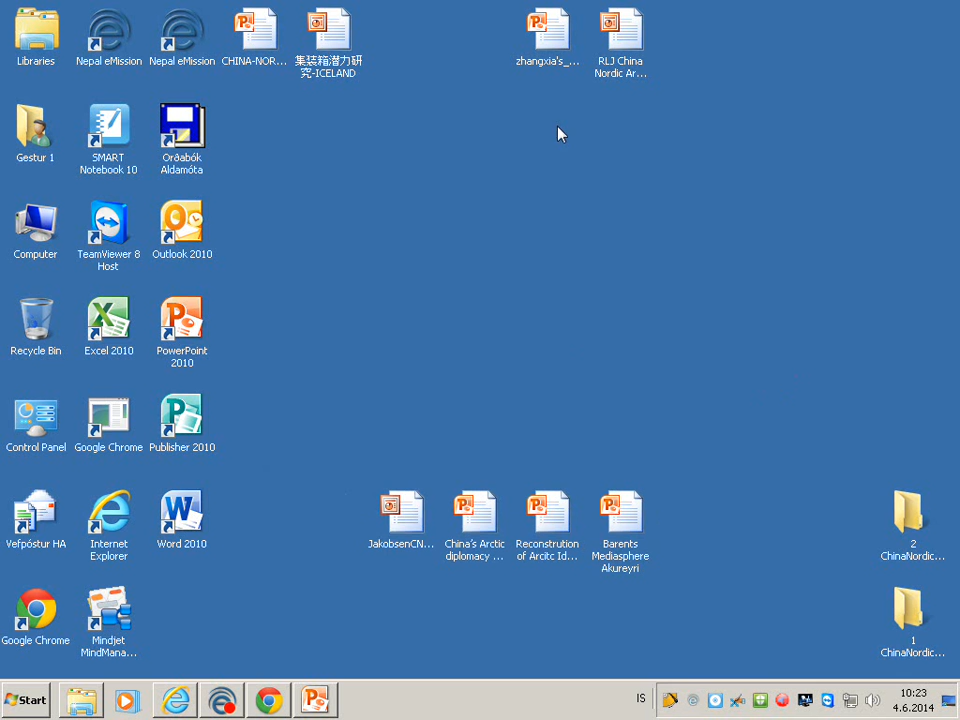 Libraries
Nepal eMission
Nepal eMission
CHINA-NOR...
集装箱潜力研
究-ICELAND
zhangxia's_...
RLJ China
Nordic Ar...
Gestur 1
SMART
Notebook 10
Orðabók
Aldamóta
Computer
TeamViewer 8
Host
Outlook 2010
Recycle Bin
Excel 2010
PowerPoint
2010
Control Panel
Google Chrome
Publisher 2010
Vefpóstur HA
Internet
Explorer
Word 2010
JakobsenCN...
China's Arctic
diplomacy ...
Reconstrution
of Arcitc Id...
Barents
Mediasphere
Akureyri
2
ChinaNordic...
Google Chrome
Mindjet
MindMana...
1
ChinaNordic...
Start
IS
10:23
4.6.2014